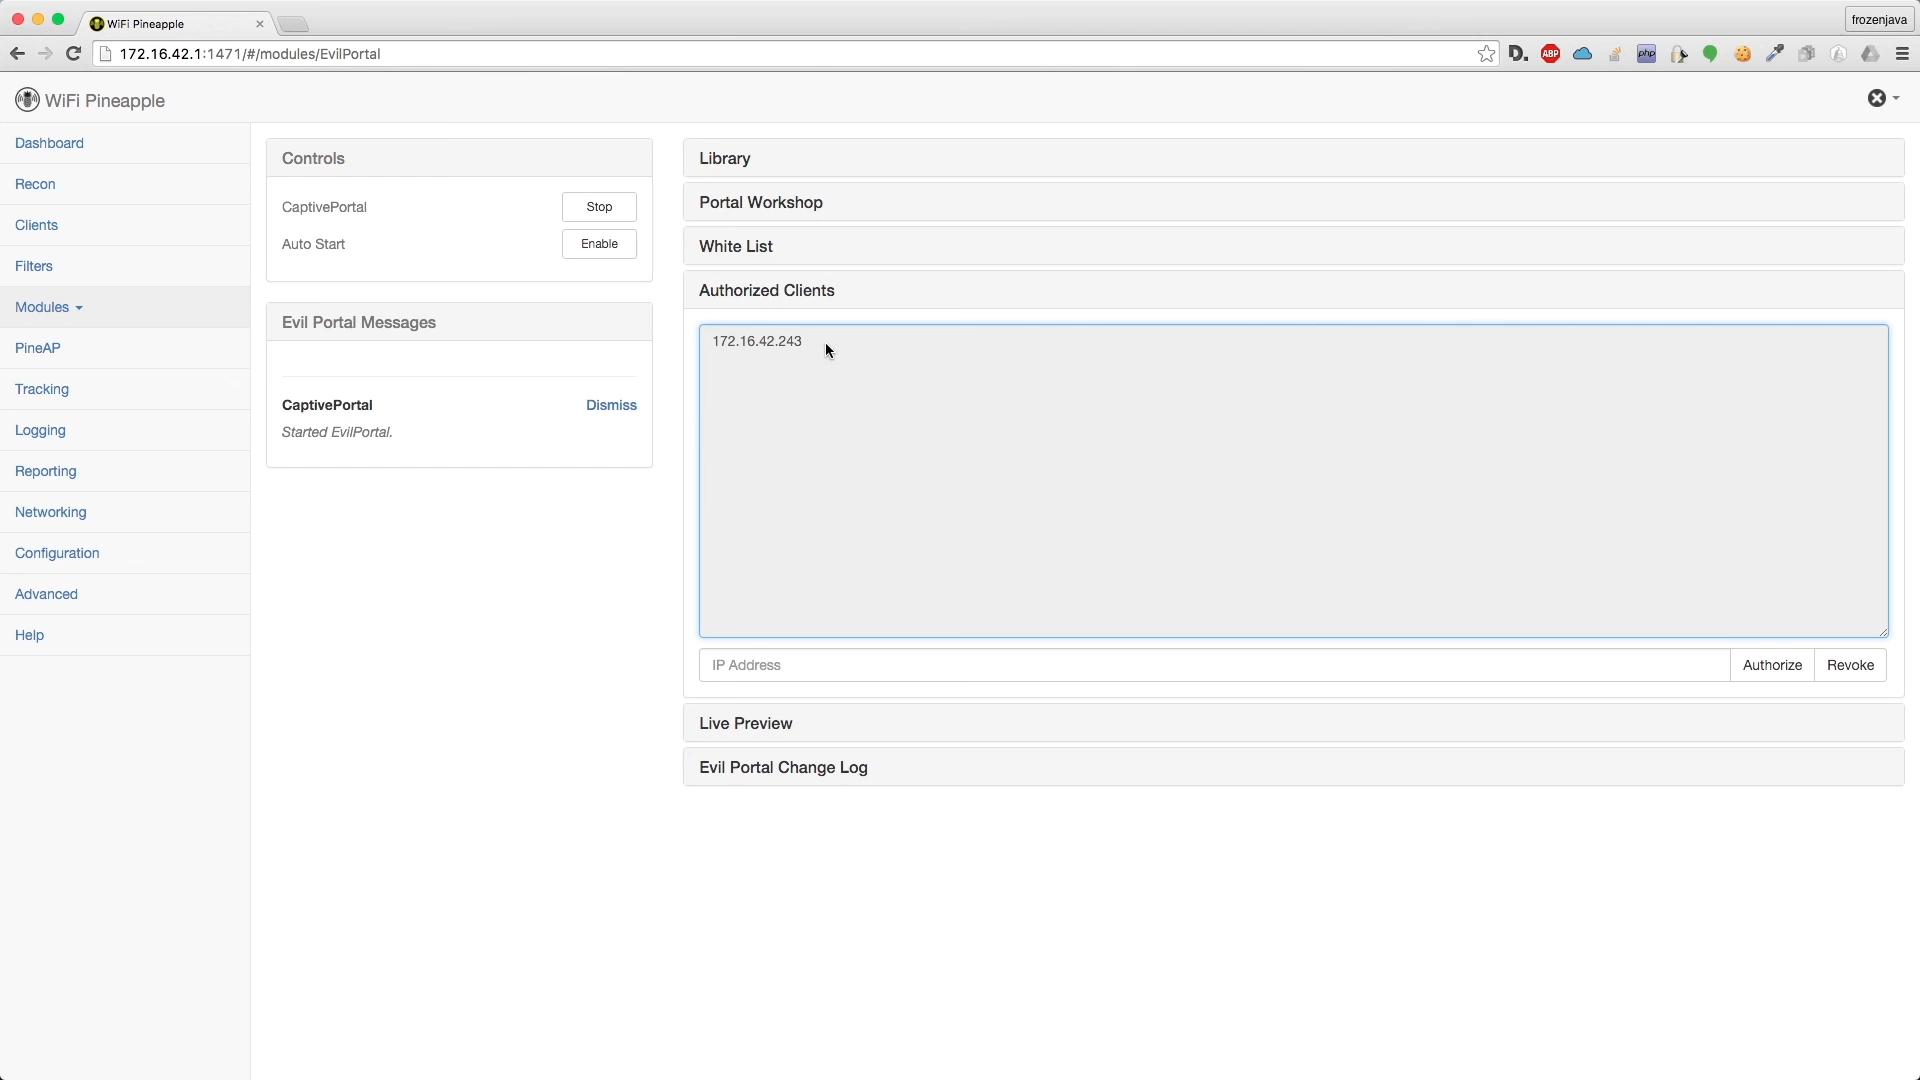 WiFi Pineapple
frozenjava
172.16.42.1:1471/#/modules/EvilPortal
D.
ABP
php
WiFi Pineapple
Dashboard
Recon
Clients
Filters
Modules
PineAP
Tracking
Logging
Reporting
Networking
Configuration
Advanced
Help
Controls
CaptivePortal
Stop
Auto Start
Enable
Evil Portal Messages
CaptivePortal
Dismiss
Started EvilPortal.
Library
Portal Workshop
White List
Authorized Clients
172.16.42.243
IP Address
Authorize
Revoke
Live Preview
Evil Portal Change Log